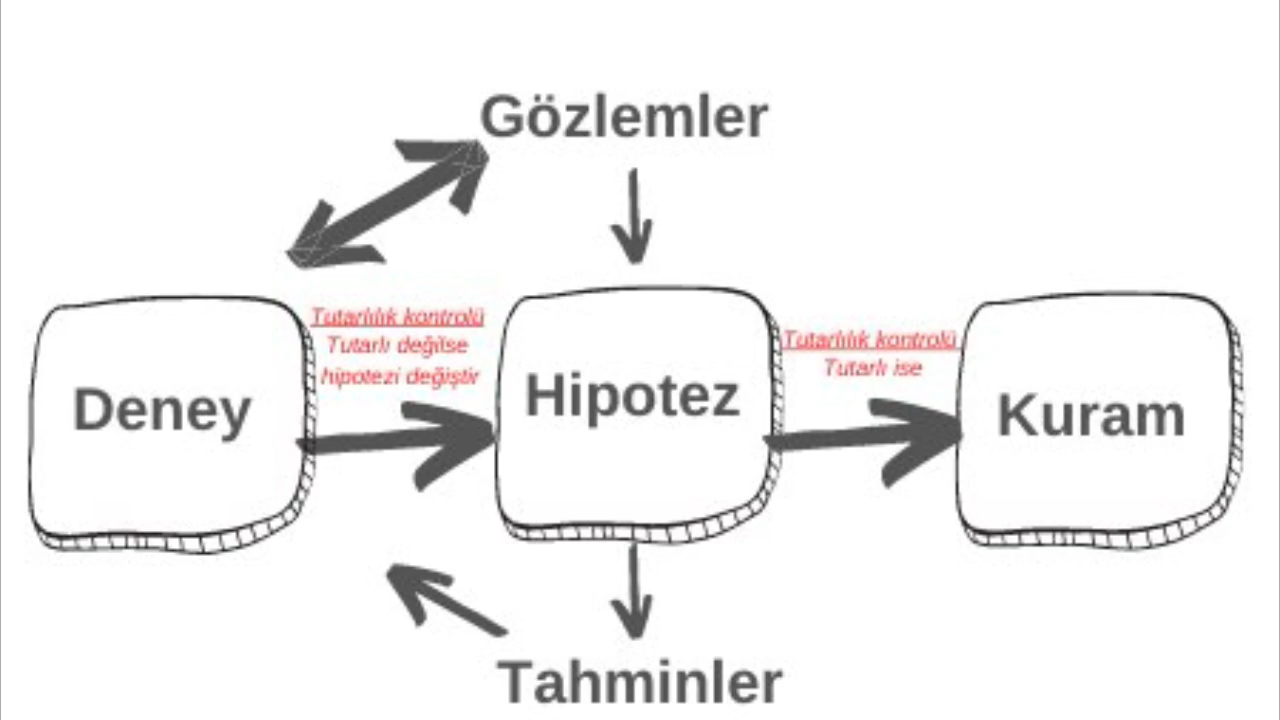 Gözlemler
Tutarlılık kontrolü
Tutarlı değilse
hipotezi değiştir
Tutarlılık kontrolü
Tutarlı ise
Deney
Hipotez
Kuram
Tahminler